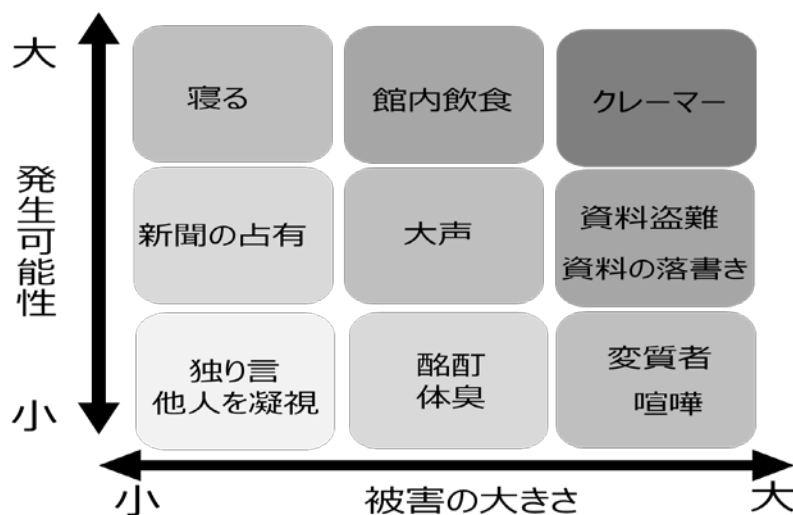 大
寝る
館内飲食
クレーマー
発生可能性
新聞の占有
大声
資料盗難
資料の落書き
独り言
他人を凝視
酩酊
体臭
変質者
喧嘩
小
小
被害の大きさ
大